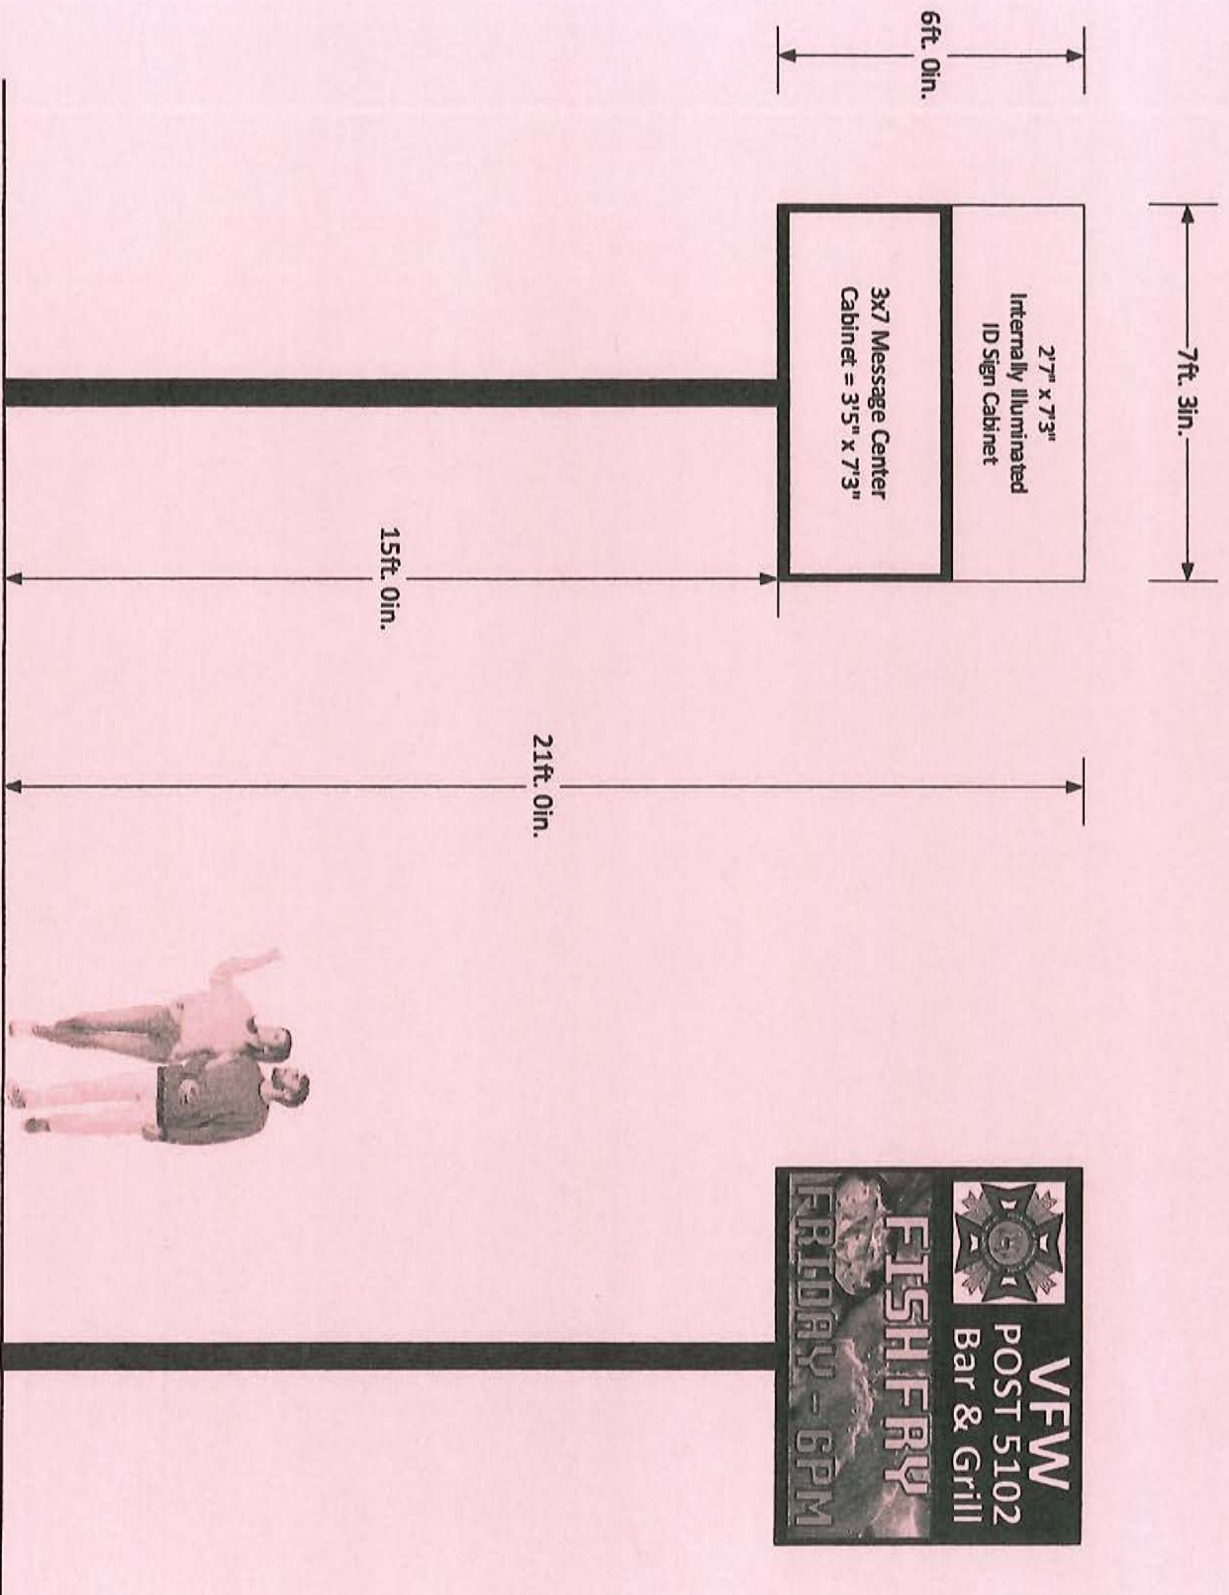 7ft. 3in.
6ft. 0in.
2'7" x 7'3"
Internally Illuminated
ID Sign Cabinet
3x7 Message Center
Cabinet = 3'5" x 7'3"
15ft. 0in.
21ft. 0in.
VFW
POST 5102
Bar & Grill
FISH FRY
FRIDAY - 6PM